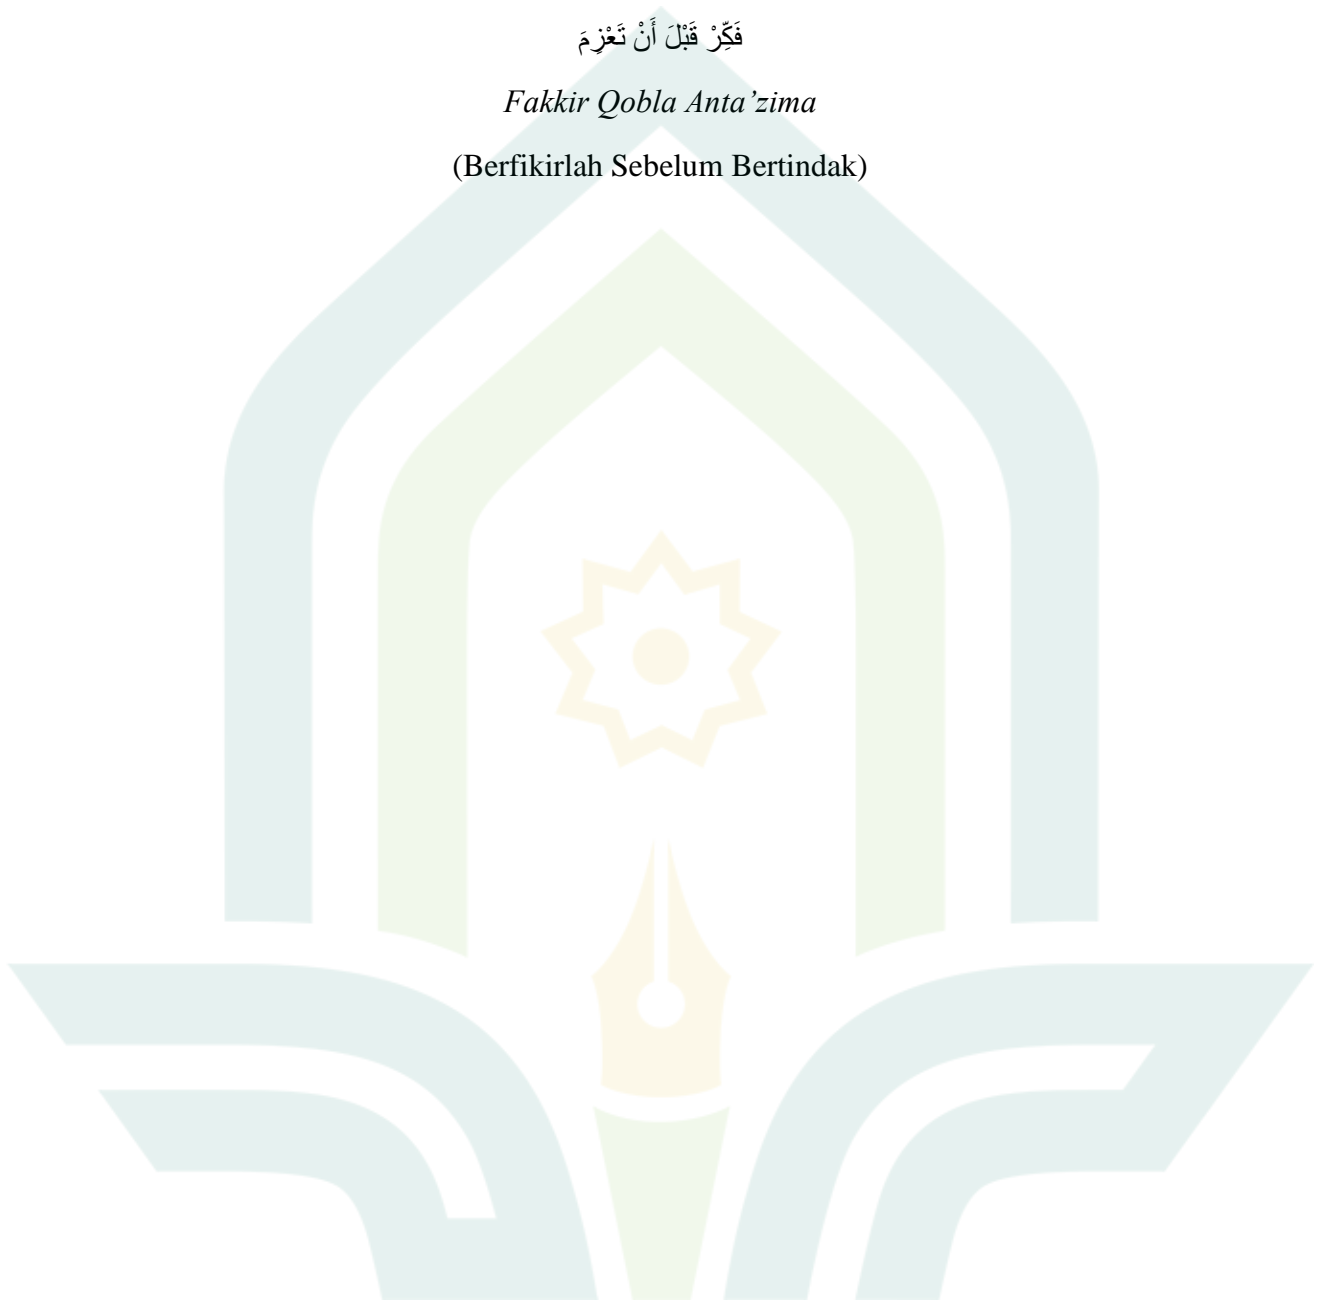 فَكِّرْ قَبْلَ أَنْ تَعْزِمَ
Fakkir Qobla Anta’zima
(Berfikirlah Sebelum Bertindak)